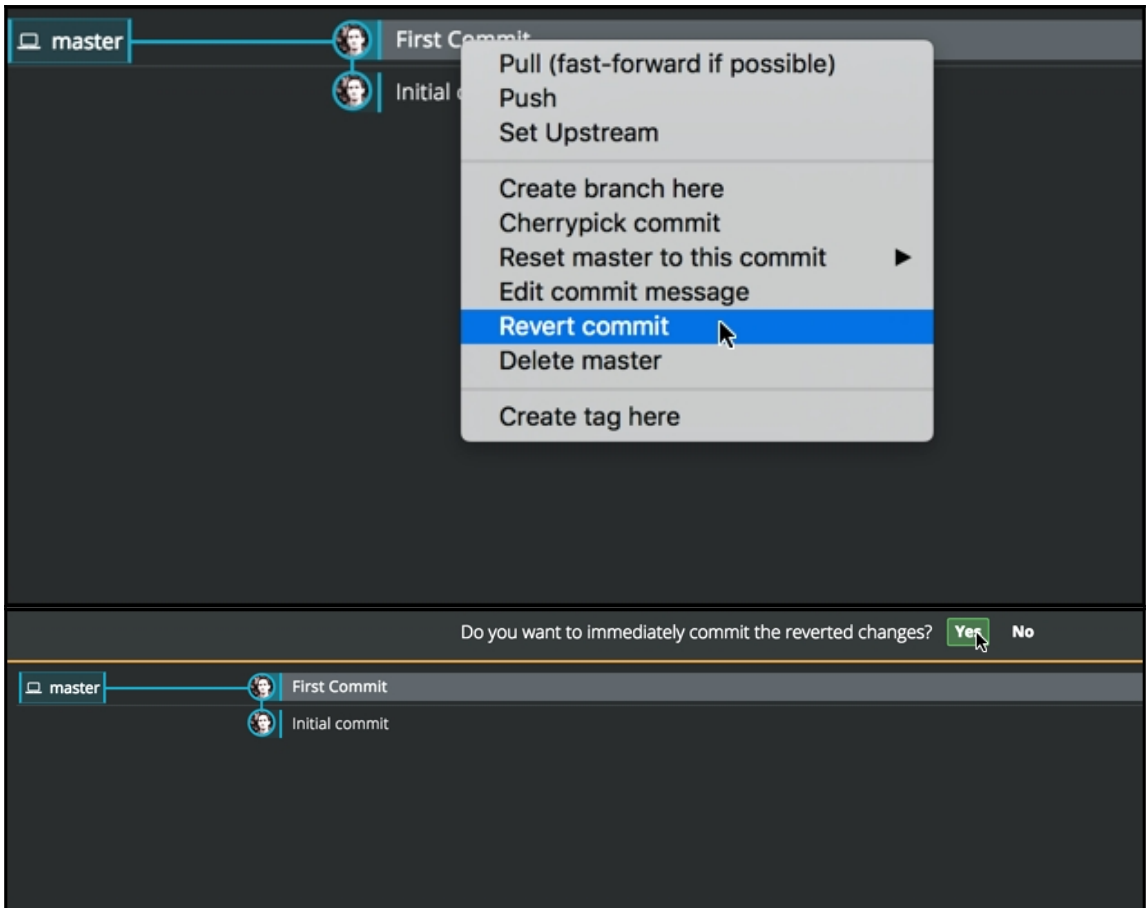 master
First Commit
Pull (fast-forward if possible)
Push
Initial
Set Upstream
Create branch here
Cherrypick commit
Reset master to this commit
Edit commit message
Revert commit
Delete master
Create tag here
Do you want to immediately commit the reverted changes? Yes No
master First Commit
Initial commit